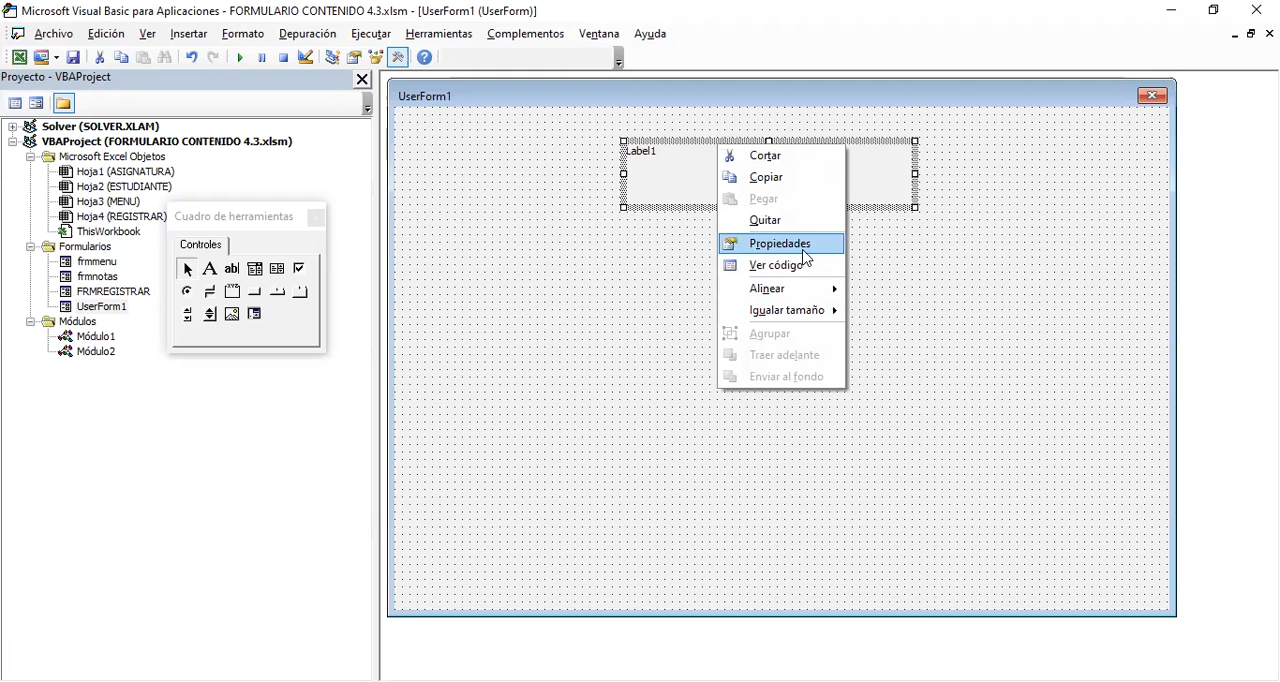 Microsoft Visual Basic para Aplicaciones - FORMULARIO CONTENIDO 4.3.xlsm - [UserForm1 (UserForm)]
Archivo Edición Ver Insertar Formato Depuración Ejecutar Herramientas Complementos Ventana Ayuda
Proyecto - VBAProject
Solver (SOLVER.XLAM)
VBAProject (FORMULARIO CONTENIDO 4.3.xlsm)
Microsoft Excel Objetos
Hoja1 (ASIGNATURA)
Hoja2 (ESTUDIANTE)
Hoja3 (MENU)
Hoja4 (REGISTRAR)
ThisWorkbook
Formularios
frmmenu
frmnotas
FRMREGISTRAR
UserForm1
Módulos
Módulo1
Módulo2
Cuadro de herramientas
Controles
A ab|
XYZ
UserForm1
Label1
Cortar
Copiar
Pegar
Quitar
Propiedades
Ver código
Alinear
Igualar tamaño
Agrupar
Traer adelante
Enviar al fondo